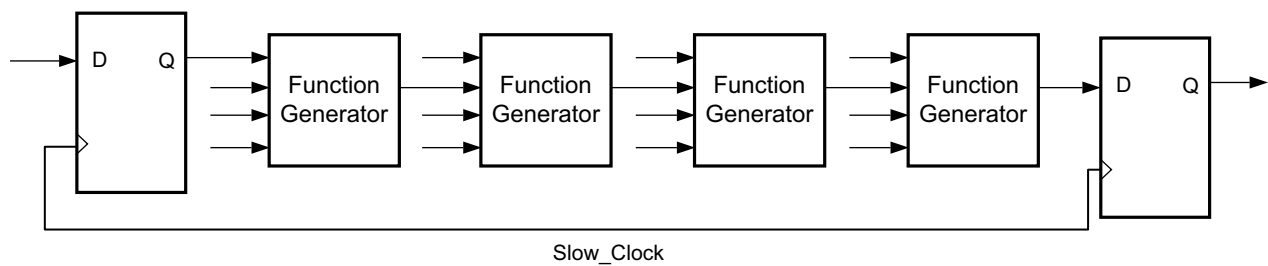 D Q
Function
Generator
Function
Generator
Function
Generator
Function
Generator
D Q
Slow_Clock